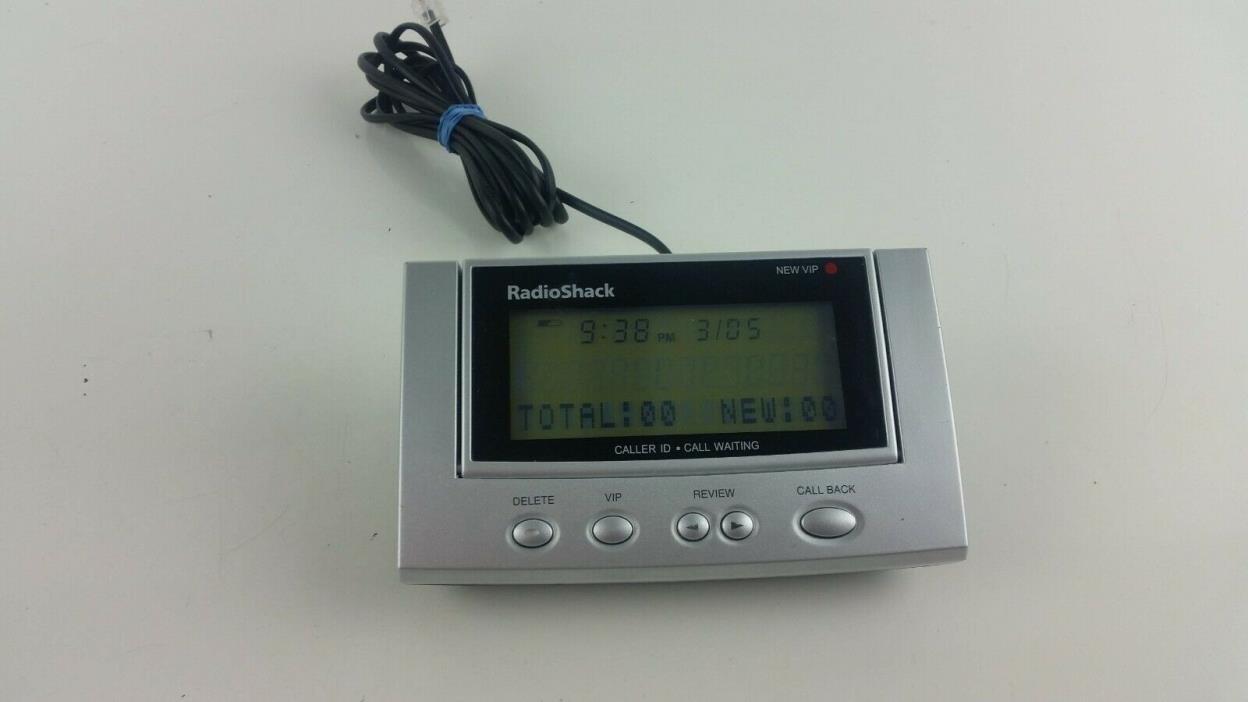 NEW VIP
RadioShack
9:38 PM 3/05
TOTAL:00 NEW:00
CALLER ID • CALL WAITING
DELETE VIP REVIEW CALL BACK